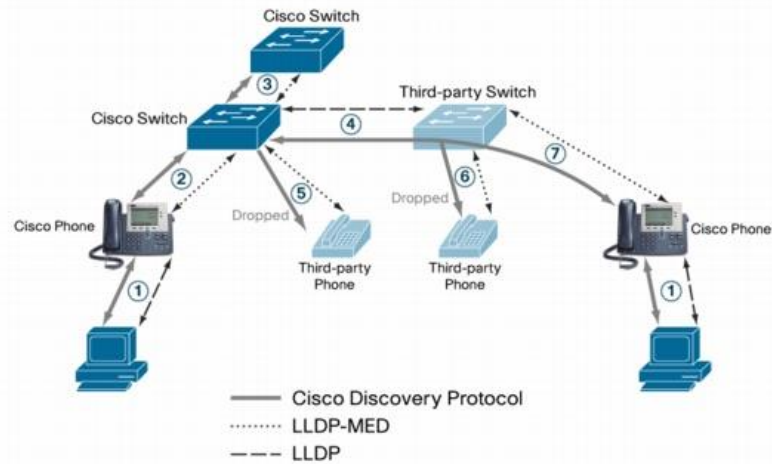 Cisco Switch
3
Third-party Switch
Cisco Switch
4
7
2
5
6
Dropped
Dropped
Cisco Phone
Cisco Phone
Third-party
Phone
Third-party
Phone
1
1
Cisco Discovery Protocol
LLDP-MED
LLDP